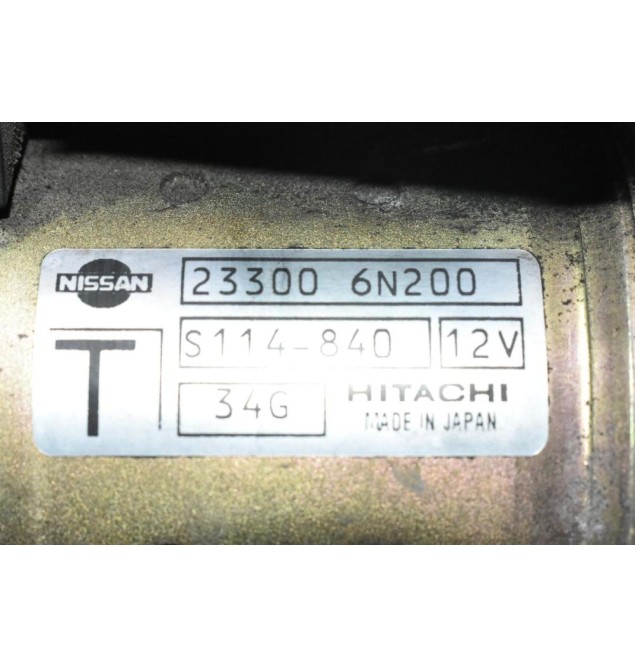 NISSAN 23300 6N200
T S114-840 12V
34G HITACHI
MADE IN JAPAN